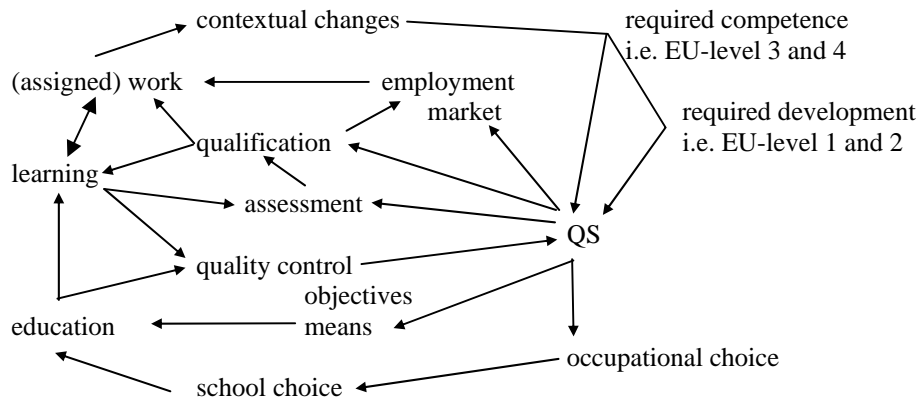 contextual changes
required competence
i.e. EU-level 3 and 4
(assigned) work
employment
market
required development
i.e. EU-level 1 and 2
qualification
learning
assessment
QS
quality control
objectives
means
education
occupational choice
school choice